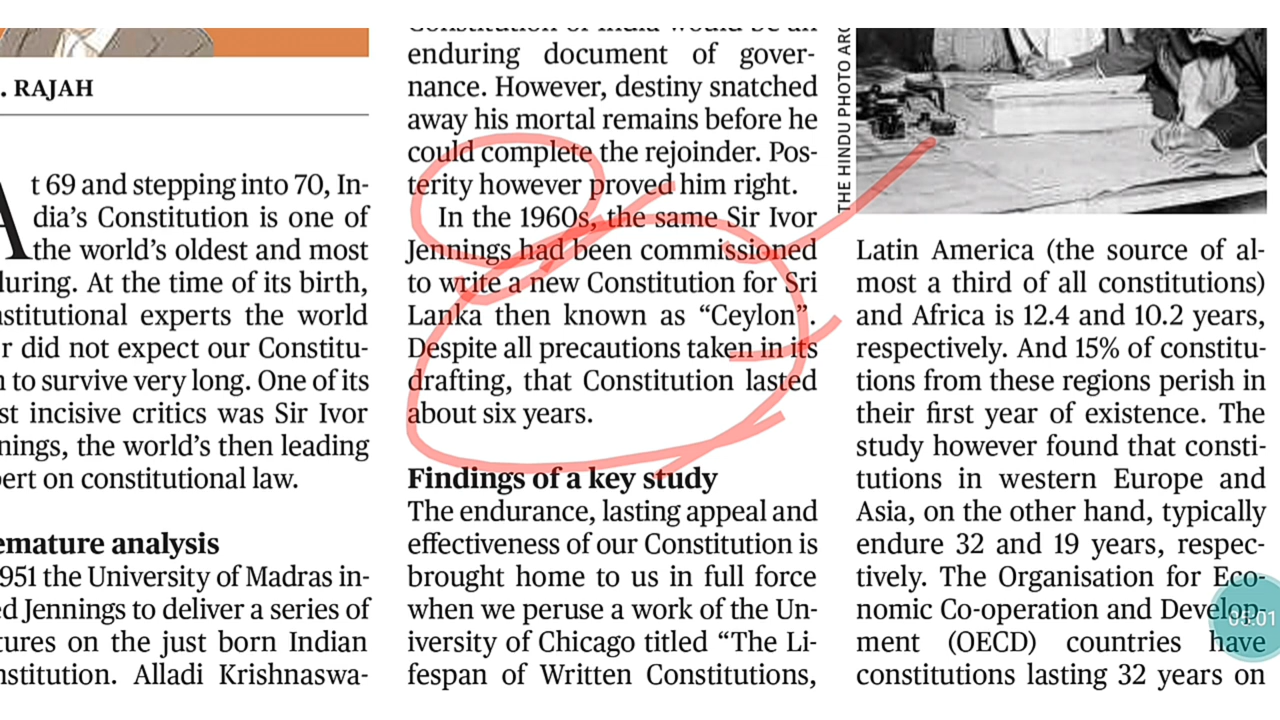 . RAJAH
At 69 and stepping into 70, In-
dia’s Constitution is one of
the world’s oldest and most
during. At the time of its birth,
nstitutional experts the world
r did not expect our Constitu-
n to survive very long. One of its
st incisive critics was Sir Ivor
nings, the world’s then leading
pert on constitutional law.
emature analysis
951 the University of Madras in-
ed Jennings to deliver a series of
tures on the just born Indian
nstitution. Alladi Krishnaswa-
Constitution of India would be an
enduring document of gover-
nance. However, destiny snatched
away his mortal remains before he
could complete the rejoinder. Pos-
terity however proved him right.
In the 1960s, the same Sir Ivor
Jennings had been commissioned
to write a new Constitution for Sri
Lanka then known as “Ceylon”.
Despite all precautions taken in its
drafting, that Constitution lasted
about six years.
Findings of a key study
The endurance, lasting appeal and
effectiveness of our Constitution is
brought home to us in full force
when we peruse a work of the Un-
iversity of Chicago titled “The Li-
fespan of Written Constitutions,
THE HINDU PHOTO ARC
Latin America (the source of al-
most a third of all constitutions)
and Africa is 12.4 and 10.2 years,
respectively. And 15% of constitu-
tions from these regions perish in
their first year of existence. The
study however found that consti-
tutions in western Europe and
Asia, on the other hand, typically
endure 32 and 19 years, respec-
tively. The Organisation for Eco-
nomic Co-operation and Develop-
ment (OECD) countries have
constitutions lasting 32 years on
05:01